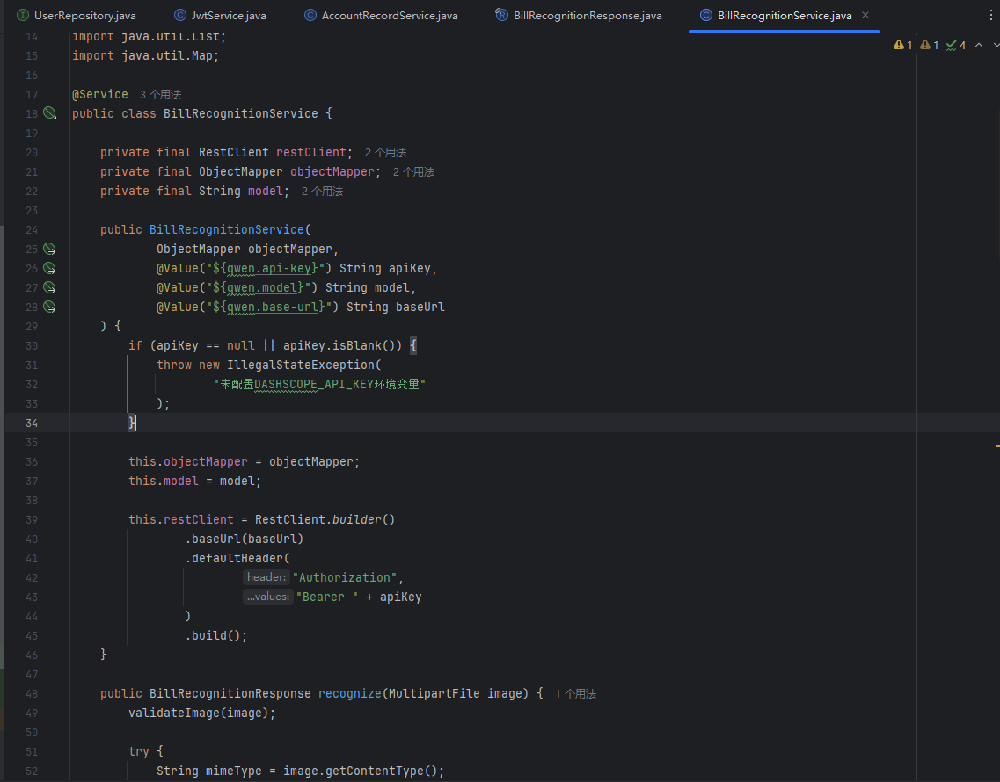 UserRepository.java JwtService.java AccountRecordService.java BillRecognitionResponse.java BillRecognitionService.java
14 import java.util.List;
1 1 4
15 import java.util.Map;
16
17 @Service 3 个用法
18 public class BillRecognitionService {
19
20 private final RestClient restClient; 2 个用法
21 private final ObjectMapper objectMapper; 2 个用法
22 private final String model; 2 个用法
23
24 public BillRecognitionService(
25 ObjectMapper objectMapper,
26 @Value("${qwen.api-key}") String apiKey,
27 @Value("${qwen.model}") String model,
28 @Value("${qwen.base-url}") String baseUrl
29 ) {
30 if (apiKey == null || apiKey.isBlank()) {
31 throw new IllegalStateException(
32 "未配置DASHSCOPE_API_KEY环境变量"
33 );
34 }
35
36 this.objectMapper = objectMapper;
37 this.model = model;
38
39 this.restClient = RestClient.builder()
40 .baseUrl(baseUrl)
41 .defaultHeader(
42 header: "Authorization",
43 ...values: "Bearer " + apiKey
44 )
45 .build();
46 }
47
48 public BillRecognitionResponse recognize(MultipartFile image) { 1 个用法
49 validateImage(image);
50
51 try {
52 String mimeType = image.getContentType();